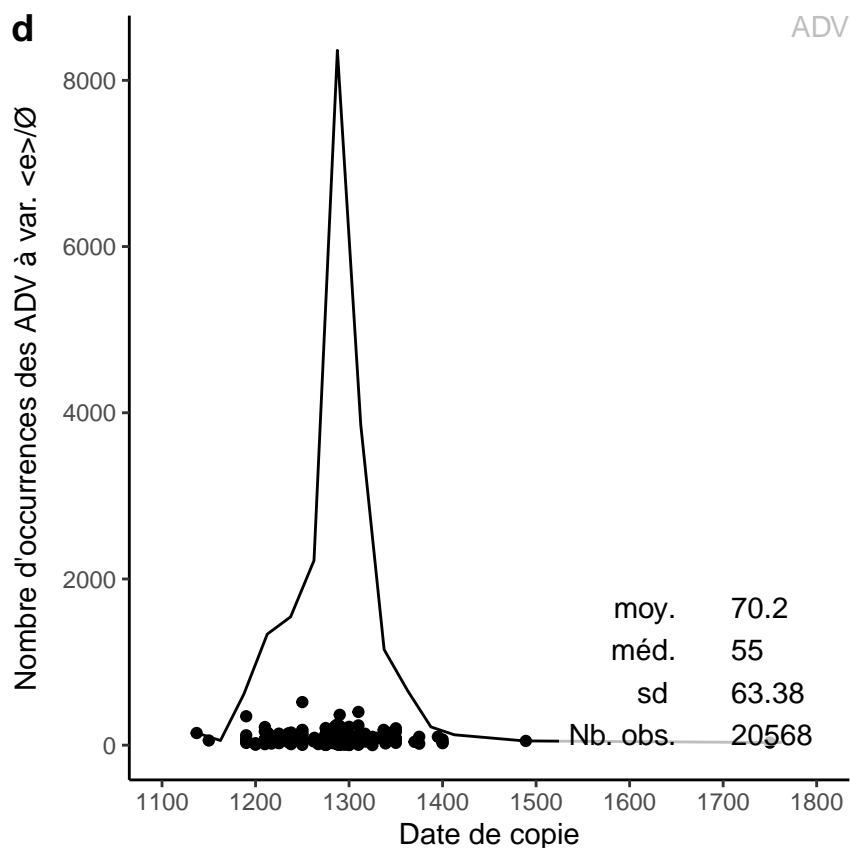 d
ADV
Nombre d'occurrences des ADV à var. <e>/Ø
8000
6000
4000
2000
0
moy. 70.2
méd. 55
sd 63.38
Nb. obs. 20568
1100 1200 1300 1400 1500 1600 1700 1800
Date de copie